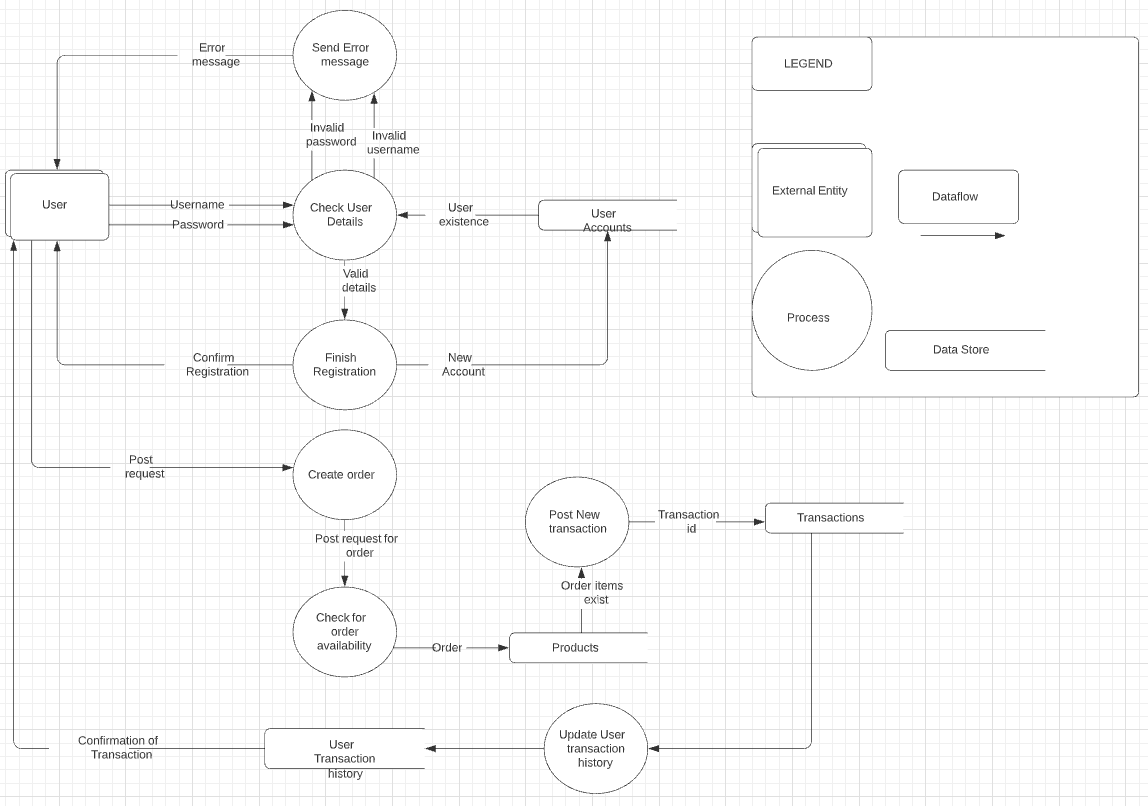 Error
message
Send Error
message
LEGEND
Invalid
password
Invalid
username
User
Username
Password
Check User
Details
User
existence
User
Accounts
External Entity
Dataflow
Valid
details
Process
Data Store
Confirm
Registration
Finish
Registration
New
Account
Post
request
Create order
Post New
transaction
Transaction
id
Transactions
Post request for
order
Order items
exist
Check for
order
availability
Order
Products
Confirmation of
Transaction
User
Transaction
history
Update User
transaction
history